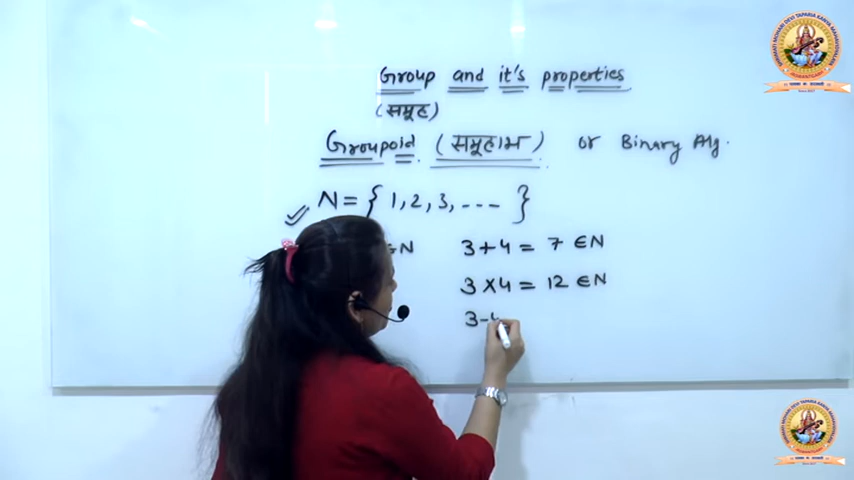 Group and it's properties
(समूह)
Groupoid (समूहाभ) or Binary Alg.
N = { 1, 2, 3, --- }
∈N 3+4 = 7 ∈N
3×4 = 12 ∈N
3-4